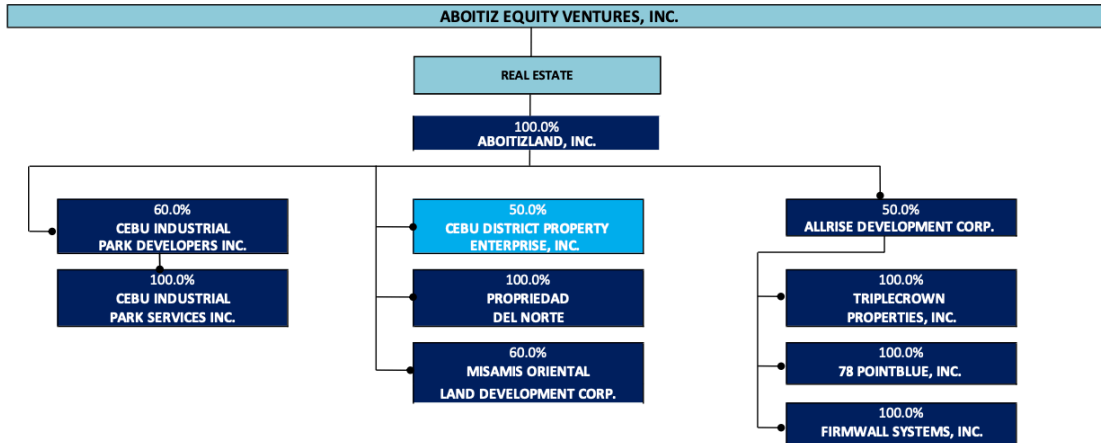 ABOITIZ EQUITY VENTURES, INC.
REAL ESTATE
100.0%
ABOITIZLAND, INC.
60.0%
CEBU INDUSTRIAL
PARK DEVELOPERS INC.
100.0%
CEBU INDUSTRIAL
PARK SERVICES INC.
50.0%
CEBU DISTRICT PROPERTY
ENTERPRISE, INC.
100.0%
PROPRIEDAD
DEL NORTE
60.0%
MISAMIS ORIENTAL
LAND DEVELOPMENT CORP.
50.0%
ALLRISE DEVELOPMENT CORP.
100.0%
TRIPLECROWN
PROPERTIES, INC.
100.0%
78 POINTBLUE, INC.
100.0%
FIRMWALL SYSTEMS, INC.